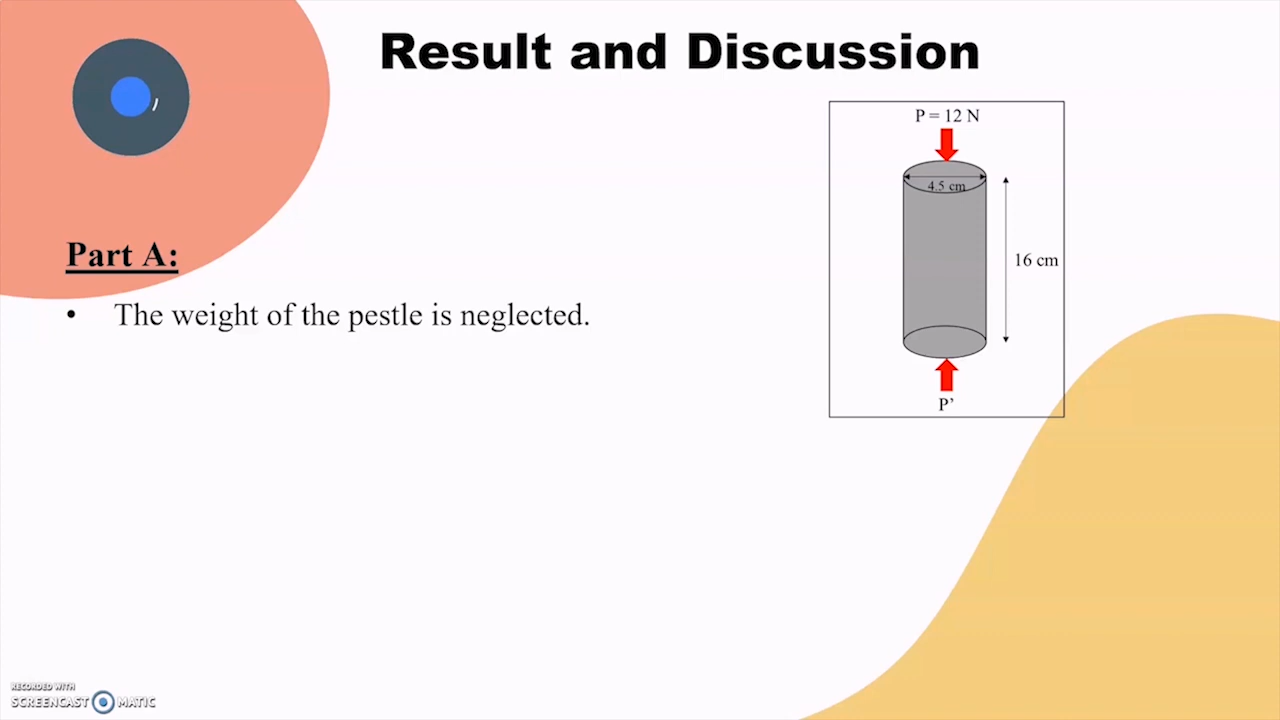 Result and Discussion
P = 12 N
4.5 cm
Part A:
16 cm
• The weight of the pestle is neglected.
P’
RECORDED WITH
SCREENCAST MATIC